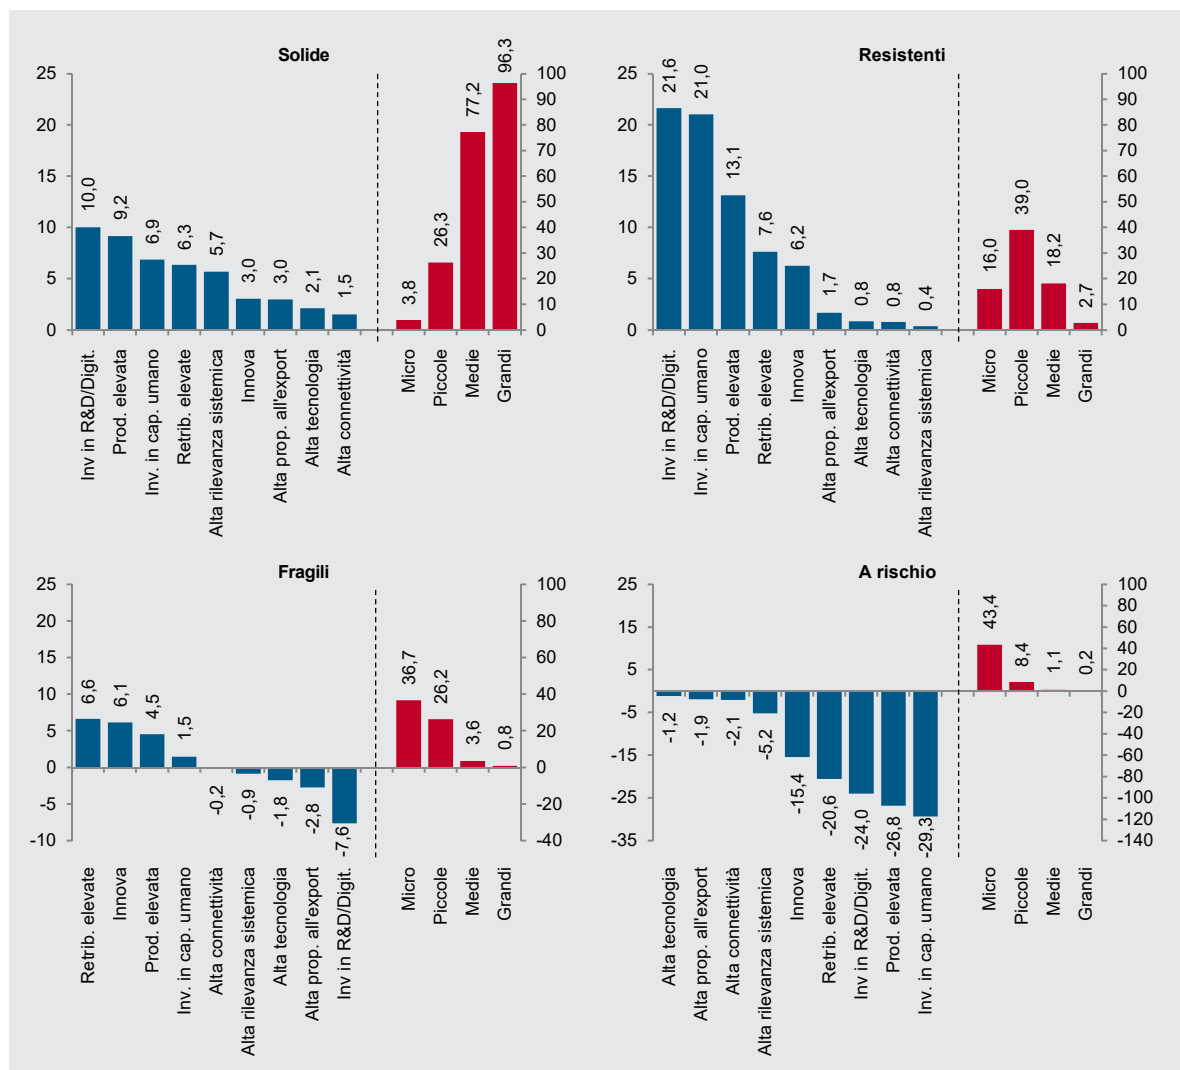 Solide
25
20
15
10
5
0
10,0
9,2
6,9
6,3
5,7
3,0
3,0
2,1
1,5
3,8
26,3
77,2
96,3
100
90
80
70
60
50
40
30
20
10
0
Inv in R&D/Digit.
Prod. elevata
Inv. in cap. umano
Retrib. elevate
Alta rilevanza sistemica
Innova
Alta prop. all'export
Alta tecnologia
Alta connettività
Micro
Piccole
Medie
Grandi
Resistenti
25
20
15
10
5
0
21,6
21,0
13,1
7,6
6,2
1,7
0,8
0,8
0,4
16,0
39,0
18,2
2,7
100
90
80
70
60
50
40
30
20
10
0
Inv in R&D/Digit.
Inv. in cap. umano
Prod. elevata
Retrib. elevate
Innova
Alta prop. all'export
Alta tecnologia
Alta connettività
Alta rilevanza sistemica
Micro
Piccole
Medie
Grandi
Fragili
25
20
15
10
5
0
-5
-10
6,6
6,1
4,5
1,5
-0,2
-0,9
-1,8
-2,8
-7,6
36,7
26,2
3,6
0,8
100
80
60
40
20
0
-20
-40
Retrib. elevate
Innova
Prod. elevata
Inv. in cap. umano
Alta connettività
Alta rilevanza sistemica
Alta tecnologia
Alta prop. all'export
Inv in R&D/Digit.
Micro
Piccole
Medie
Grandi
A rischio
25
15
5
-5
-15
-25
-35
-1,2
-1,9
-2,1
-5,2
-15,4
-20,6
-24,0
-26,8
-29,3
43,4
8,4
1,1
0,2
100
80
60
40
20
0
-20
-40
-60
-80
-100
-120
-140
Alta tecnologia
Alta prop. all'export
Alta connettività
Alta rilevanza sistemica
Innova
Retrib. elevate
Inv in R&D/Digit.
Prod. elevata
Inv. in cap. umano
Micro
Piccole
Medie
Grandi